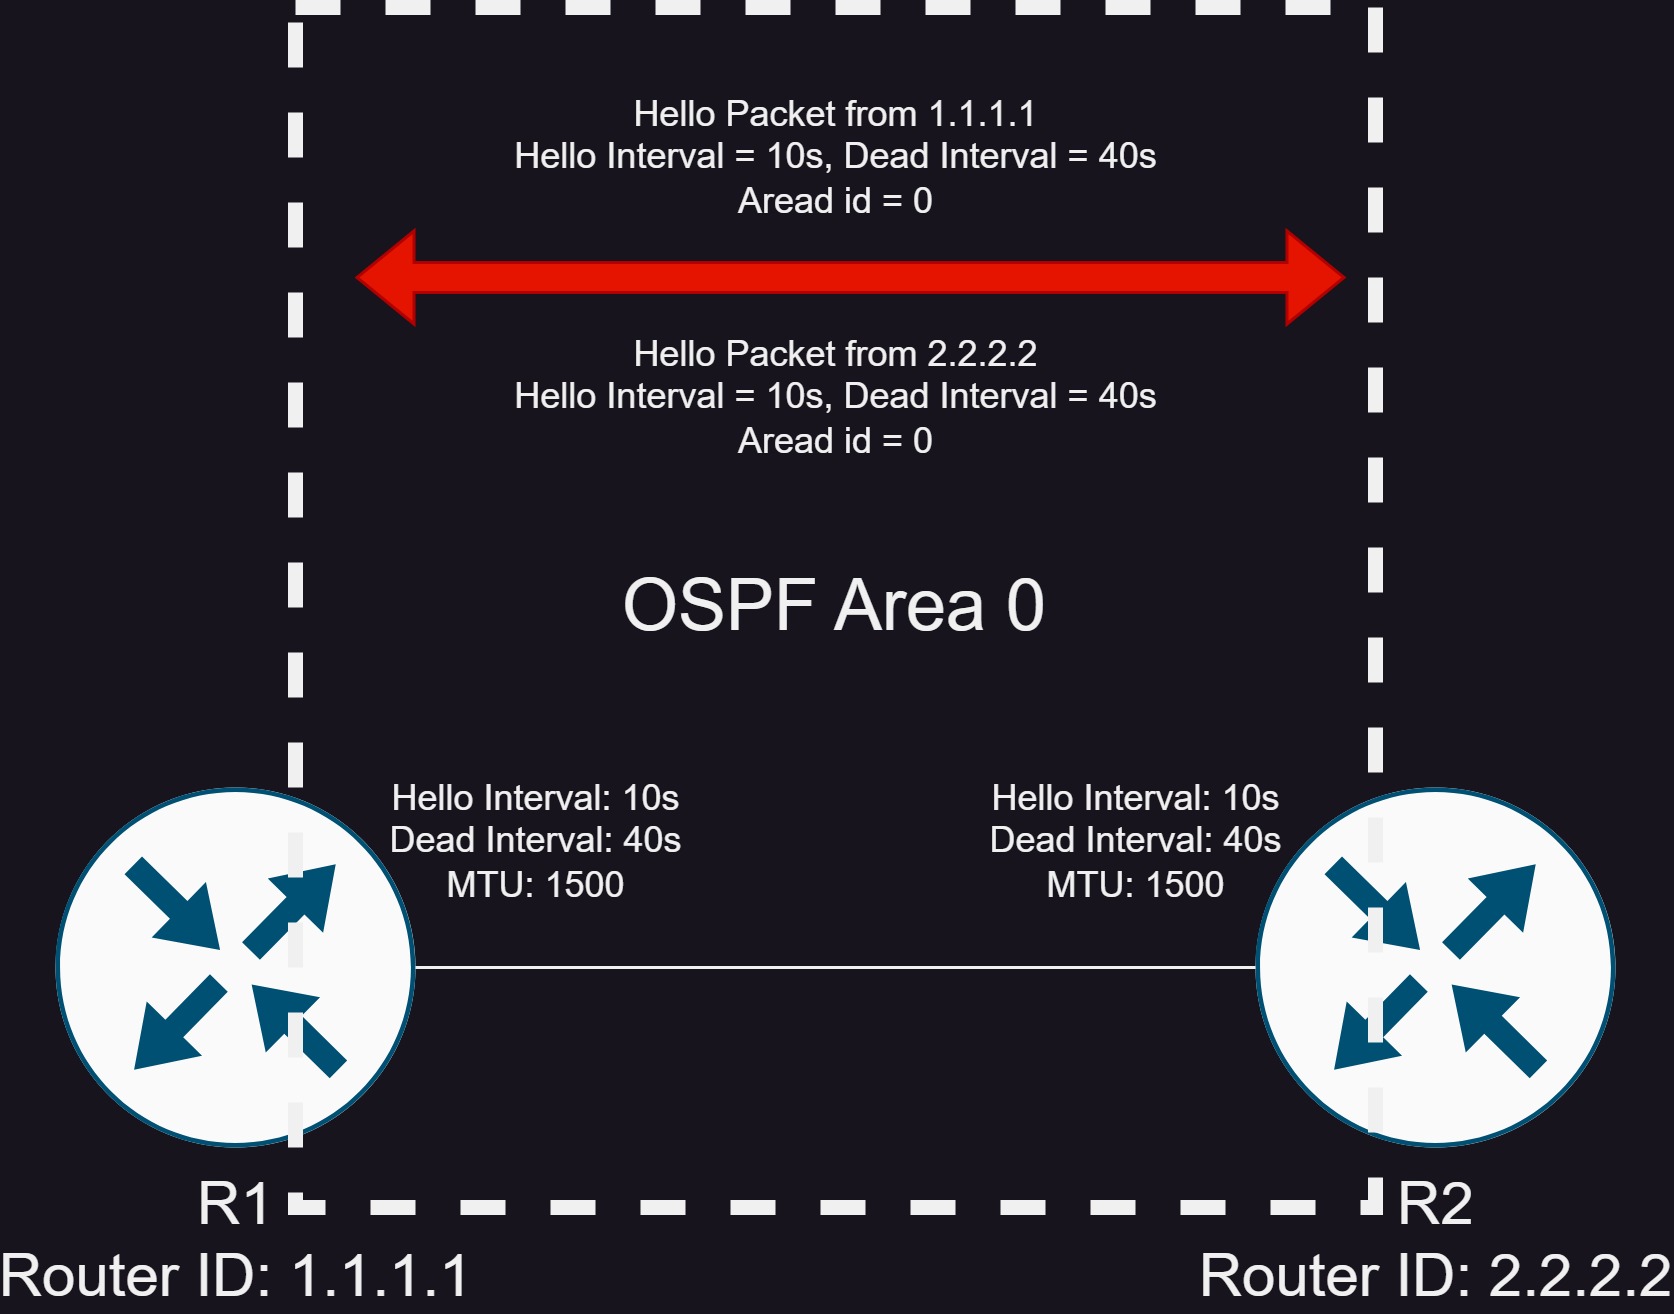 Hello Packet from 1.1.1.1
Hello Interval = 10s, Dead Interval = 40s
Aread id = 0
Hello Packet from 2.2.2.2
Hello Interval = 10s, Dead Interval = 40s
Aread id = 0
OSPF Area 0
Hello Interval: 10s
Dead Interval: 40s
MTU: 1500
Hello Interval: 10s
Dead Interval: 40s
MTU: 1500
R1
Router ID: 1.1.1.1
R2
Router ID: 2.2.2.2